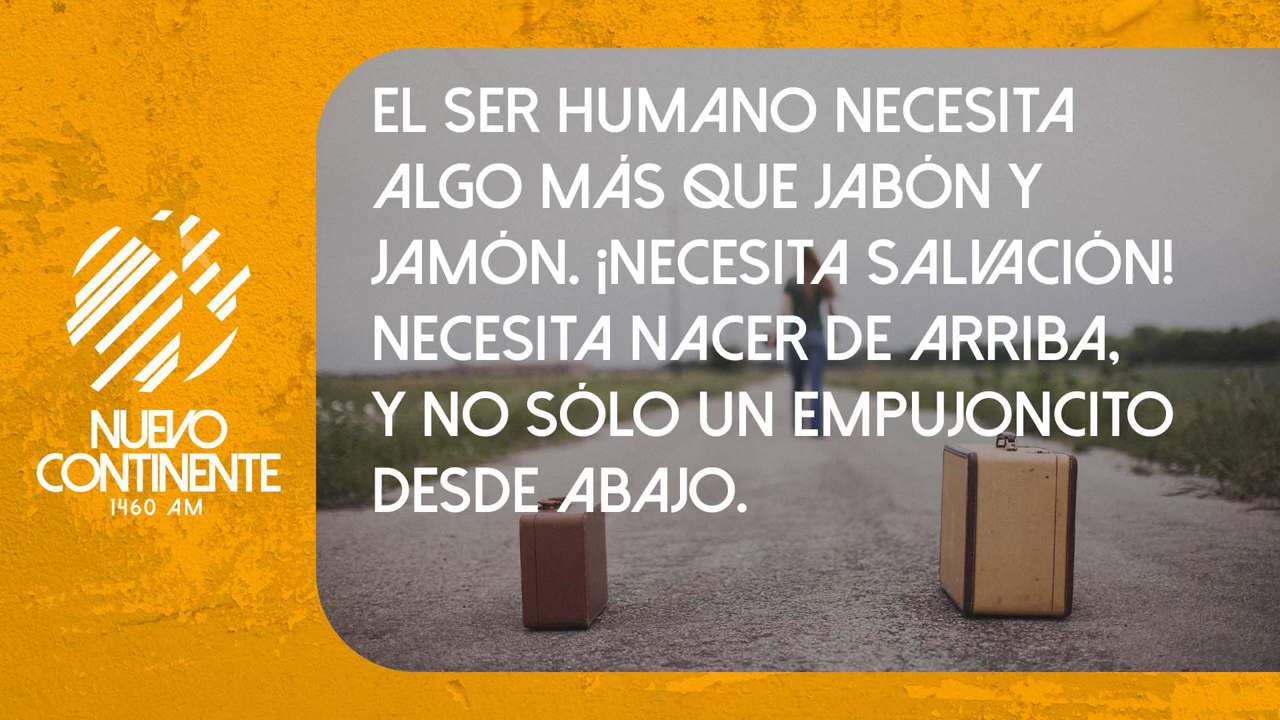 EL SER HUMANO NECESITA
ALGO MÁS QUE JABÓN Y
JAMÓN. ¡NECESITA SALVACIÓN!
NECESITA NACER DE ARRIBA,
Y NO SÓLO UN EMPUJONCITO
DESDE ABAJO.
NUEVO
CONTINENTE
1460 AM